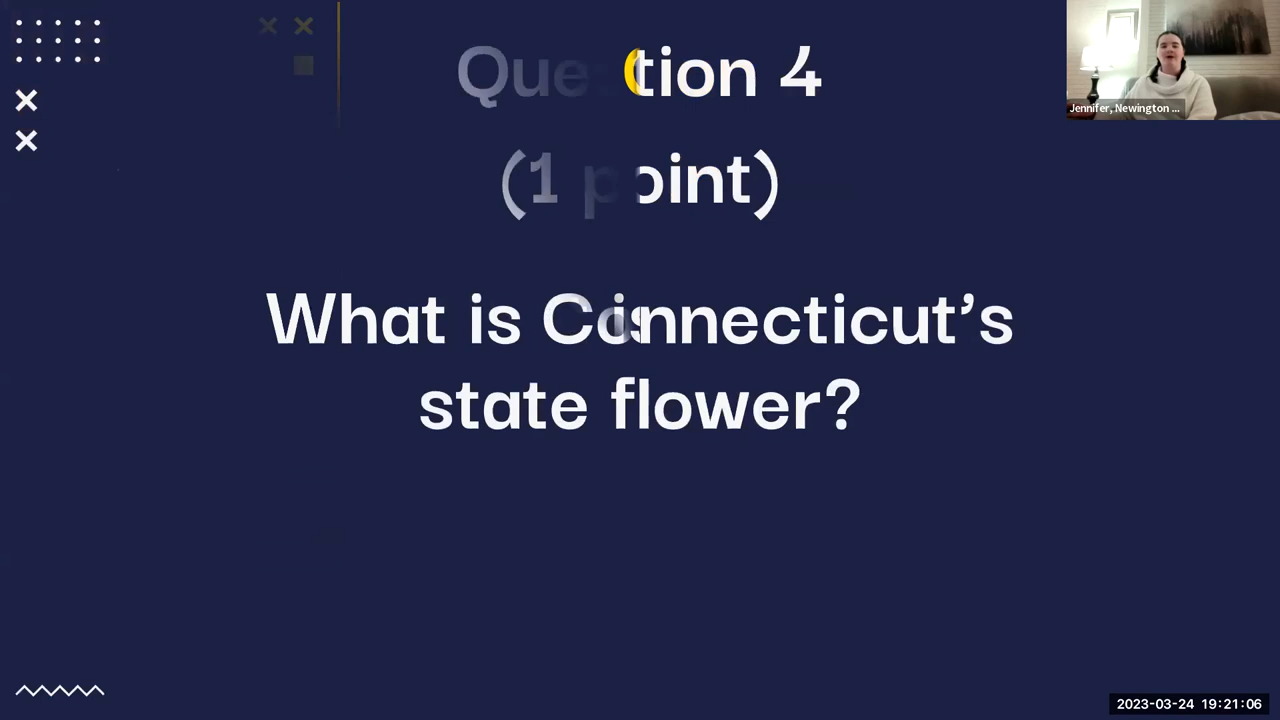 Question 4
(1 point)
What is Connecticut’s
state flower?
Jennifer, Newington ...
2023-03-24 19:21:06